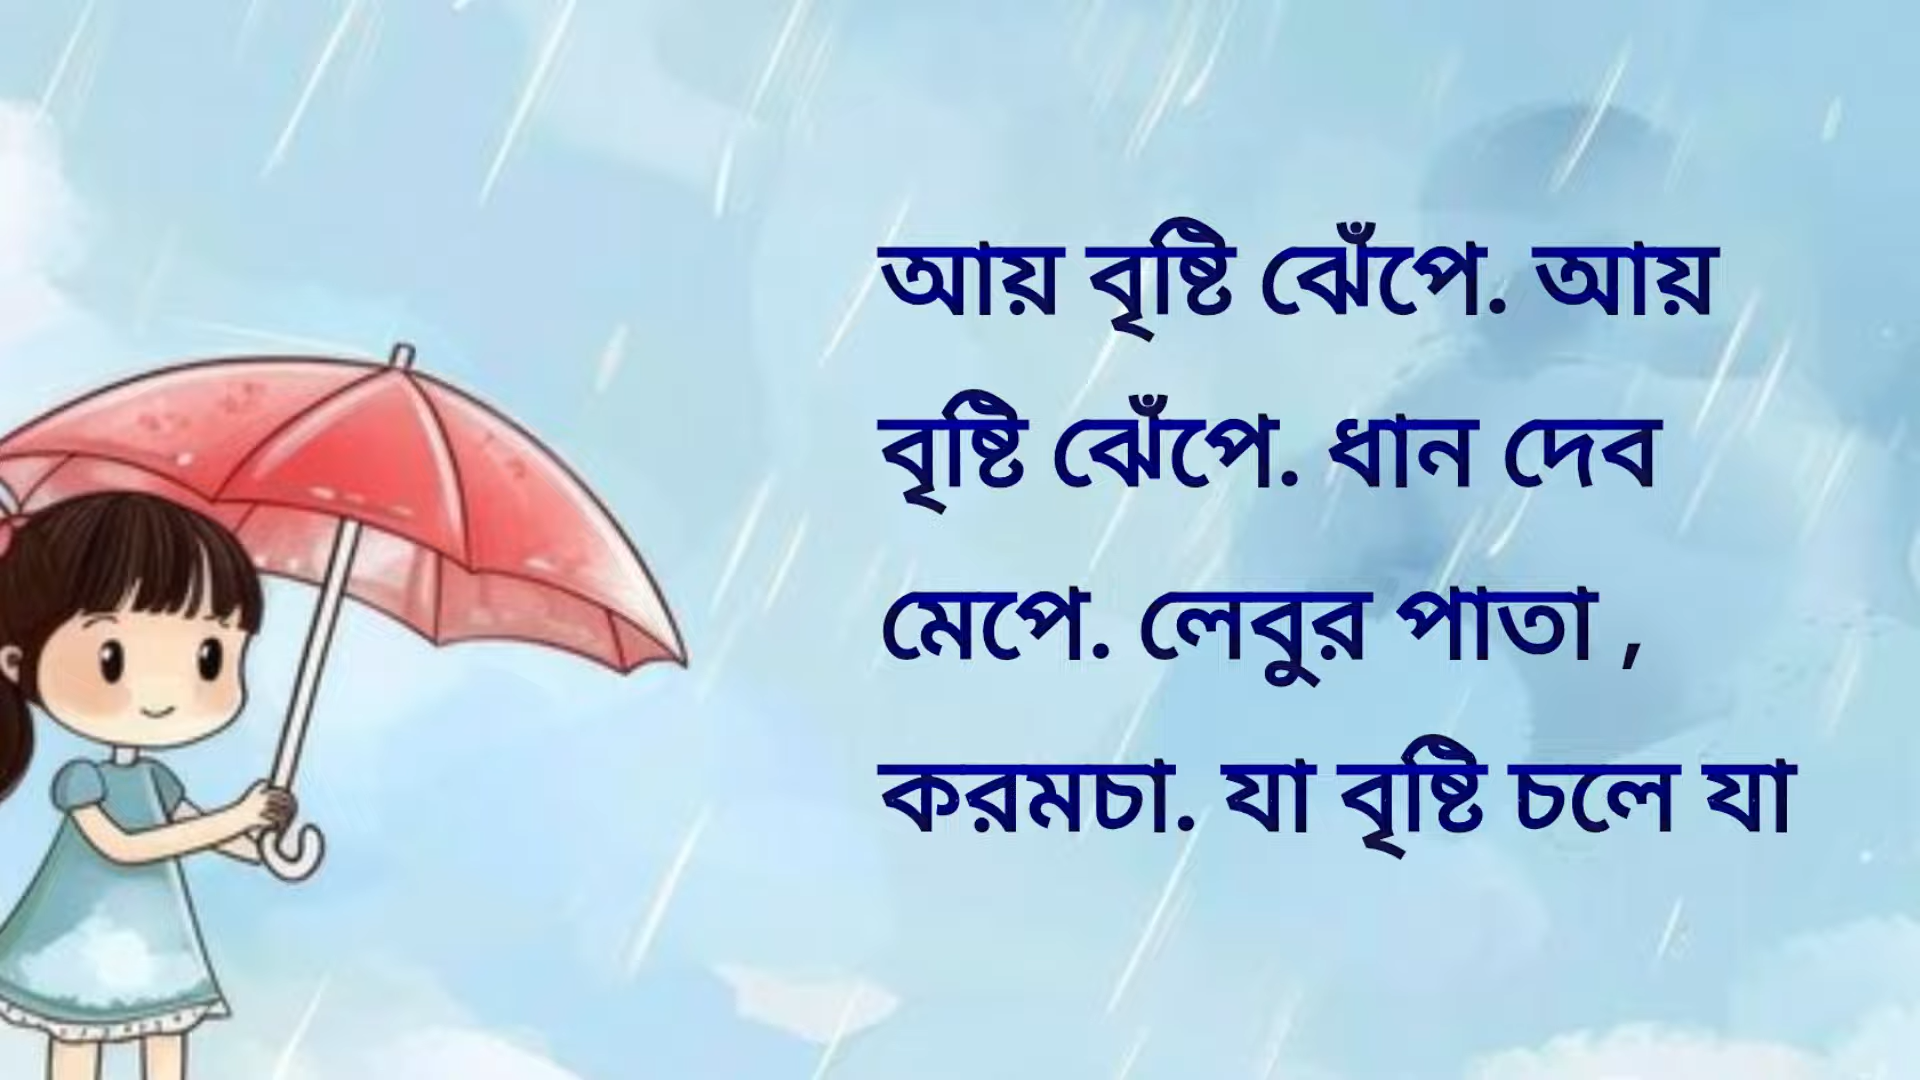 আয় বৃষ্টি ঝেঁপে. আয়
বৃষ্টি ঝেঁপে. ধান দেব
মেপে. লেবুর পাতা ,
করমচা. যা বৃষ্টি চলে যা